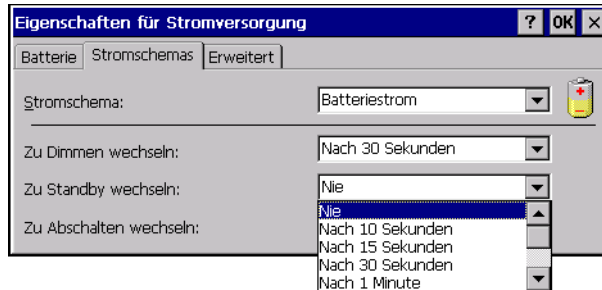 Eigenschaften für Stromversorgung ? OK ×
Batterie Stromschemas Erweitert
Stromschema: Batteriestrom
Zu Dimmen wechseln: Nach 30 Sekunden
Zu Standby wechseln: Nie
Nie
Zu Abschalten wechseln: Nach 10 Sekunden
Nach 15 Sekunden
Nach 30 Sekunden
Nach 1 Minute